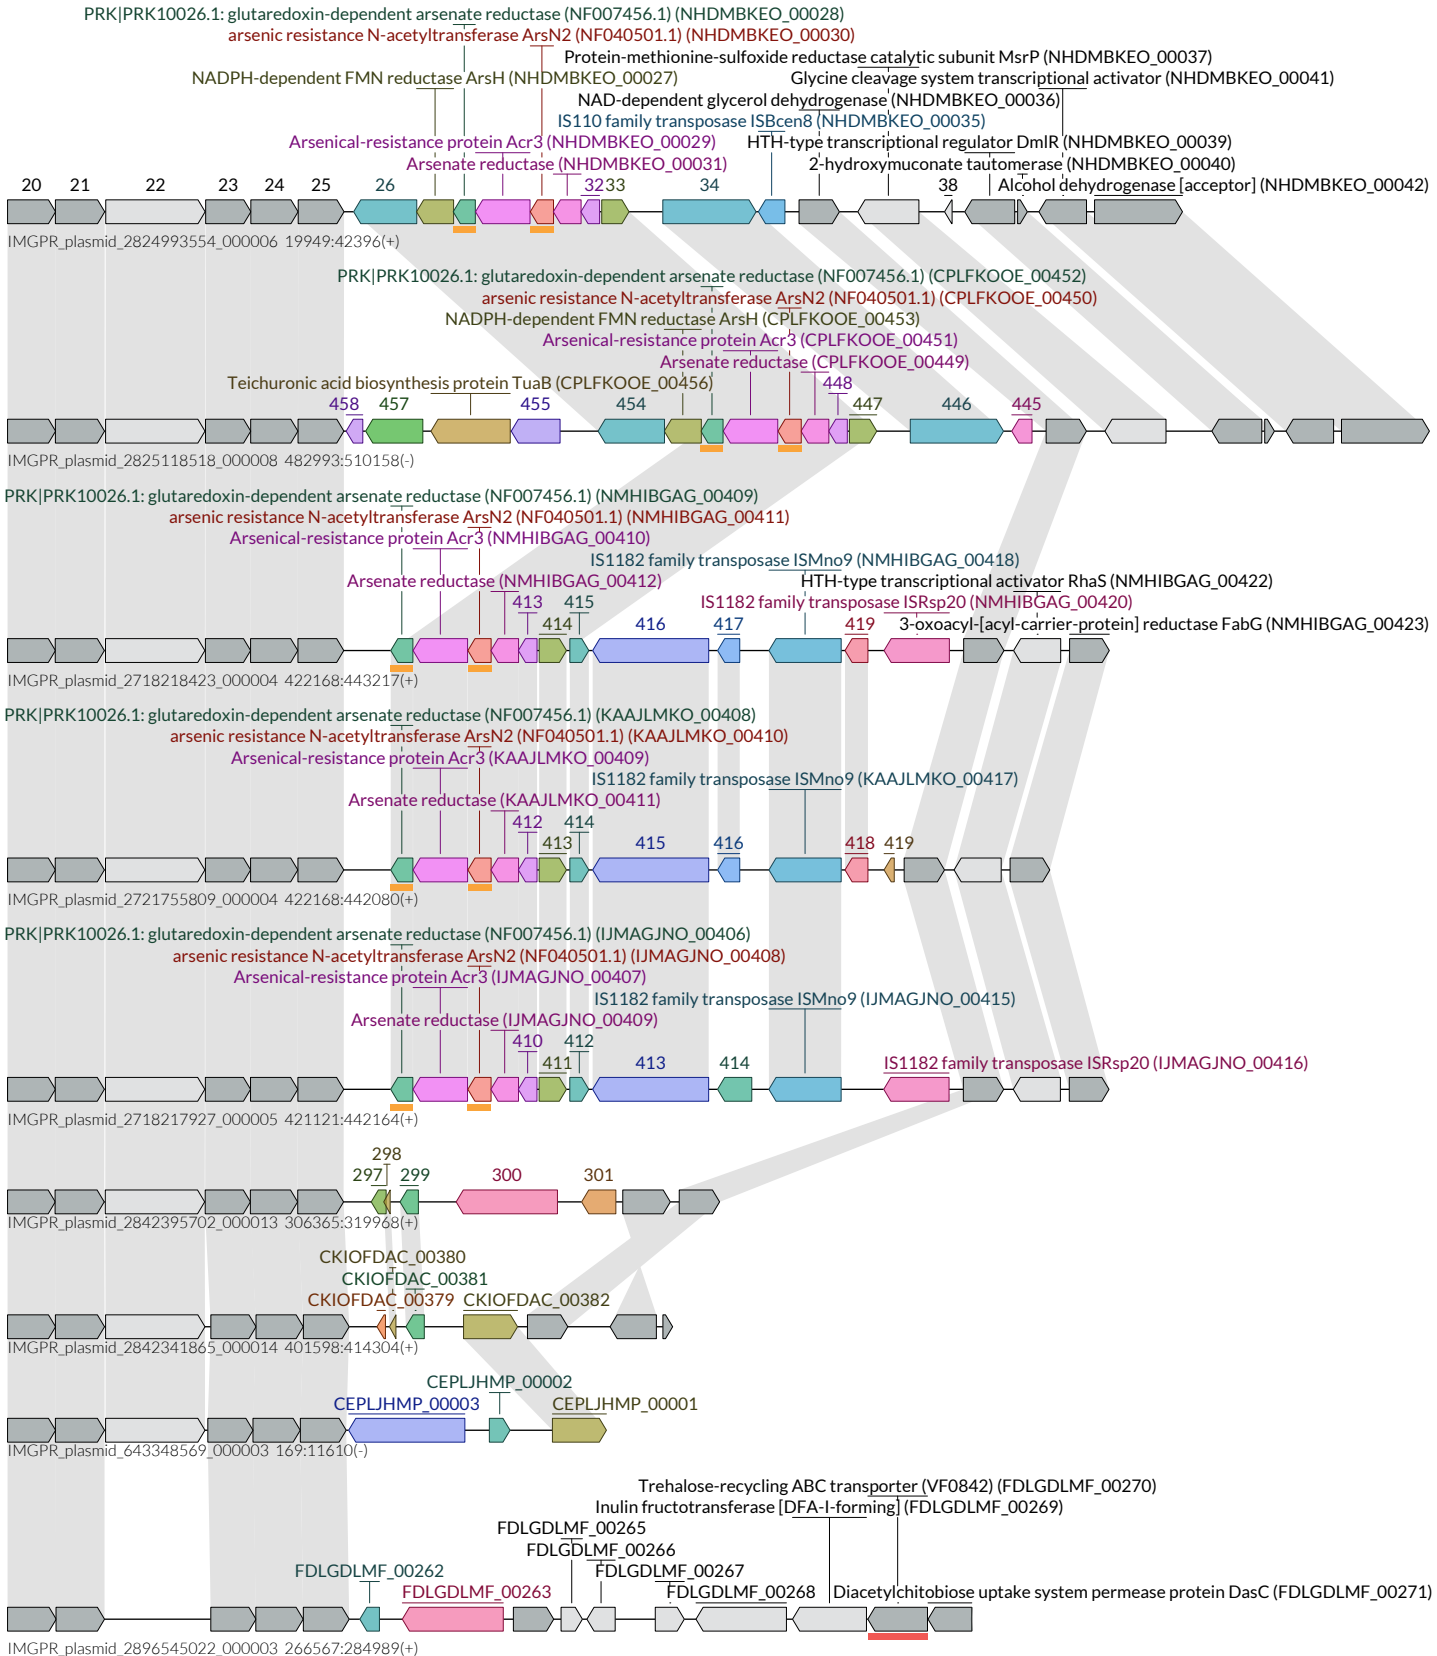 PRK|PRK10026.1: glutaredoxin-dependent arsenate reductase (NF007456.1) (NHDMBKEO_00028)
arsenic resistance N-acetyltransferase ArsN2 (NF040501.1) (NHDMBKEO_00030)
Protein-methionine-sulfoxide reductase catalytic subunit MsrP (NHDMBKEO_00037)
NADPH-dependent FMN reductase ArsH (NHDMBKEO_00027)
Glycine cleavage system transcriptional activator (NHDMBKEO_00041)
NAD-dependent glycerol dehydrogenase (NHDMBKEO_00036)
IS110 family transposase ISBcen8 (NHDMBKEO_00035)
Arsenical-resistance protein Acr3 (NHDMBKEO_00029)
HTH-type transcriptional regulator DmlR (NHDMBKEO_00039)
Arsenate reductase (NHDMBKEO_00031)
2-hydroxymuconate tautomerase (NHDMBKEO_00040)
20 21 22 23 24 25 26 32 33 34 38 Alcohol dehydrogenase [acceptor] (NHDMBKEO_00042)
IMGPR_plasmid_2824993554_000006 19949:42396(+)
PRK|PRK10026.1: glutaredoxin-dependent arsenate reductase (NF007456.1) (CPLFKOOE_00452)
arsenic resistance N-acetyltransferase ArsN2 (NF040501.1) (CPLFKOOE_00450)
NADPH-dependent FMN reductase ArsH (CPLFKOOE_00453)
Arsenical-resistance protein Acr3 (CPLFKOOE_00451)
Arsenate reductase (CPLFKOOE_00449)
Teichuronic acid biosynthesis protein TuaB (CPLFKOOE_00456) 448
458 457 455 454 447 446 445
IMGPR_plasmid_2825118518_000008 482993:510158(-)
PRK|PRK10026.1: glutaredoxin-dependent arsenate reductase (NF007456.1) (NMHIBGAG_00409)
arsenic resistance N-acetyltransferase ArsN2 (NF040501.1) (NMHIBGAG_00411)
Arsenical-resistance protein Acr3 (NMHIBGAG_00410)
IS1182 family transposase ISMno9 (NMHIBGAG_00418)
Arsenate reductase (NMHIBGAG_00412) HTH-type transcriptional activator RhaS (NMHIBGAG_00422)
413 415 IS1182 family transposase ISRsp20 (NMHIBGAG_00420)
414 416 417 419 3-oxoacyl-[acyl-carrier-protein] reductase FabG (NMHIBGAG_00423)
IMGPR_plasmid_2718218423_000004 422168:443217(+)
PRK|PRK10026.1: glutaredoxin-dependent arsenate reductase (NF007456.1) (KAAJLMKO_00408)
arsenic resistance N-acetyltransferase ArsN2 (NF040501.1) (KAAJLMKO_00410)
Arsenical-resistance protein Acr3 (KAAJLMKO_00409)
IS1182 family transposase ISMno9 (KAAJLMKO_00417)
Arsenate reductase (KAAJLMKO_00411)
412 414
413 415 416 418 419
IMGPR_plasmid_2721755809_000004 422168:442080(+)
PRK|PRK10026.1: glutaredoxin-dependent arsenate reductase (NF007456.1) (IJMAGJNO_00406)
arsenic resistance N-acetyltransferase ArsN2 (NF040501.1) (IJMAGJNO_00408)
Arsenical-resistance protein Acr3 (IJMAGJNO_00407)
IS1182 family transposase ISMno9 (IJMAGJNO_00415)
Arsenate reductase (IJMAGJNO_00409)
410 412
411 413 414 IS1182 family transposase ISRsp20 (IJMAGJNO_00416)
IMGPR_plasmid_2718217927_000005 421121:442164(+)
298
297 299 300 301
IMGPR_plasmid_2842395702_000013 306365:319968(+)
CKIOFDAC_00380
CKIOFDAC_00381
CKIOFDAC_00379 CKIOFDAC_00382
IMGPR_plasmid_2842341865_000014 401598:414304(+)
CEPLJHMP_00002
CEPLJHMP_00003 CEPLJHMP_00001
IMGPR_plasmid_643348569_000003 169:11610(-)
Trehalose-recycling ABC transporter (VF0842) (FDLGDLMF_00270)
Inulin fructotransferase [DFA-I-forming] (FDLGDLMF_00269)
FDLGDLMF_00265
FDLGDLMF_00266
FDLGDLMF_00262 FDLGDLMF_00267
FDLGDLMF_00263 FDLGDLMF_00268 Diacetylchitobiose uptake system permease protein DasC (FDLGDLMF_00271)
IMGPR_plasmid_2896545022_000003 266567:284989(+)